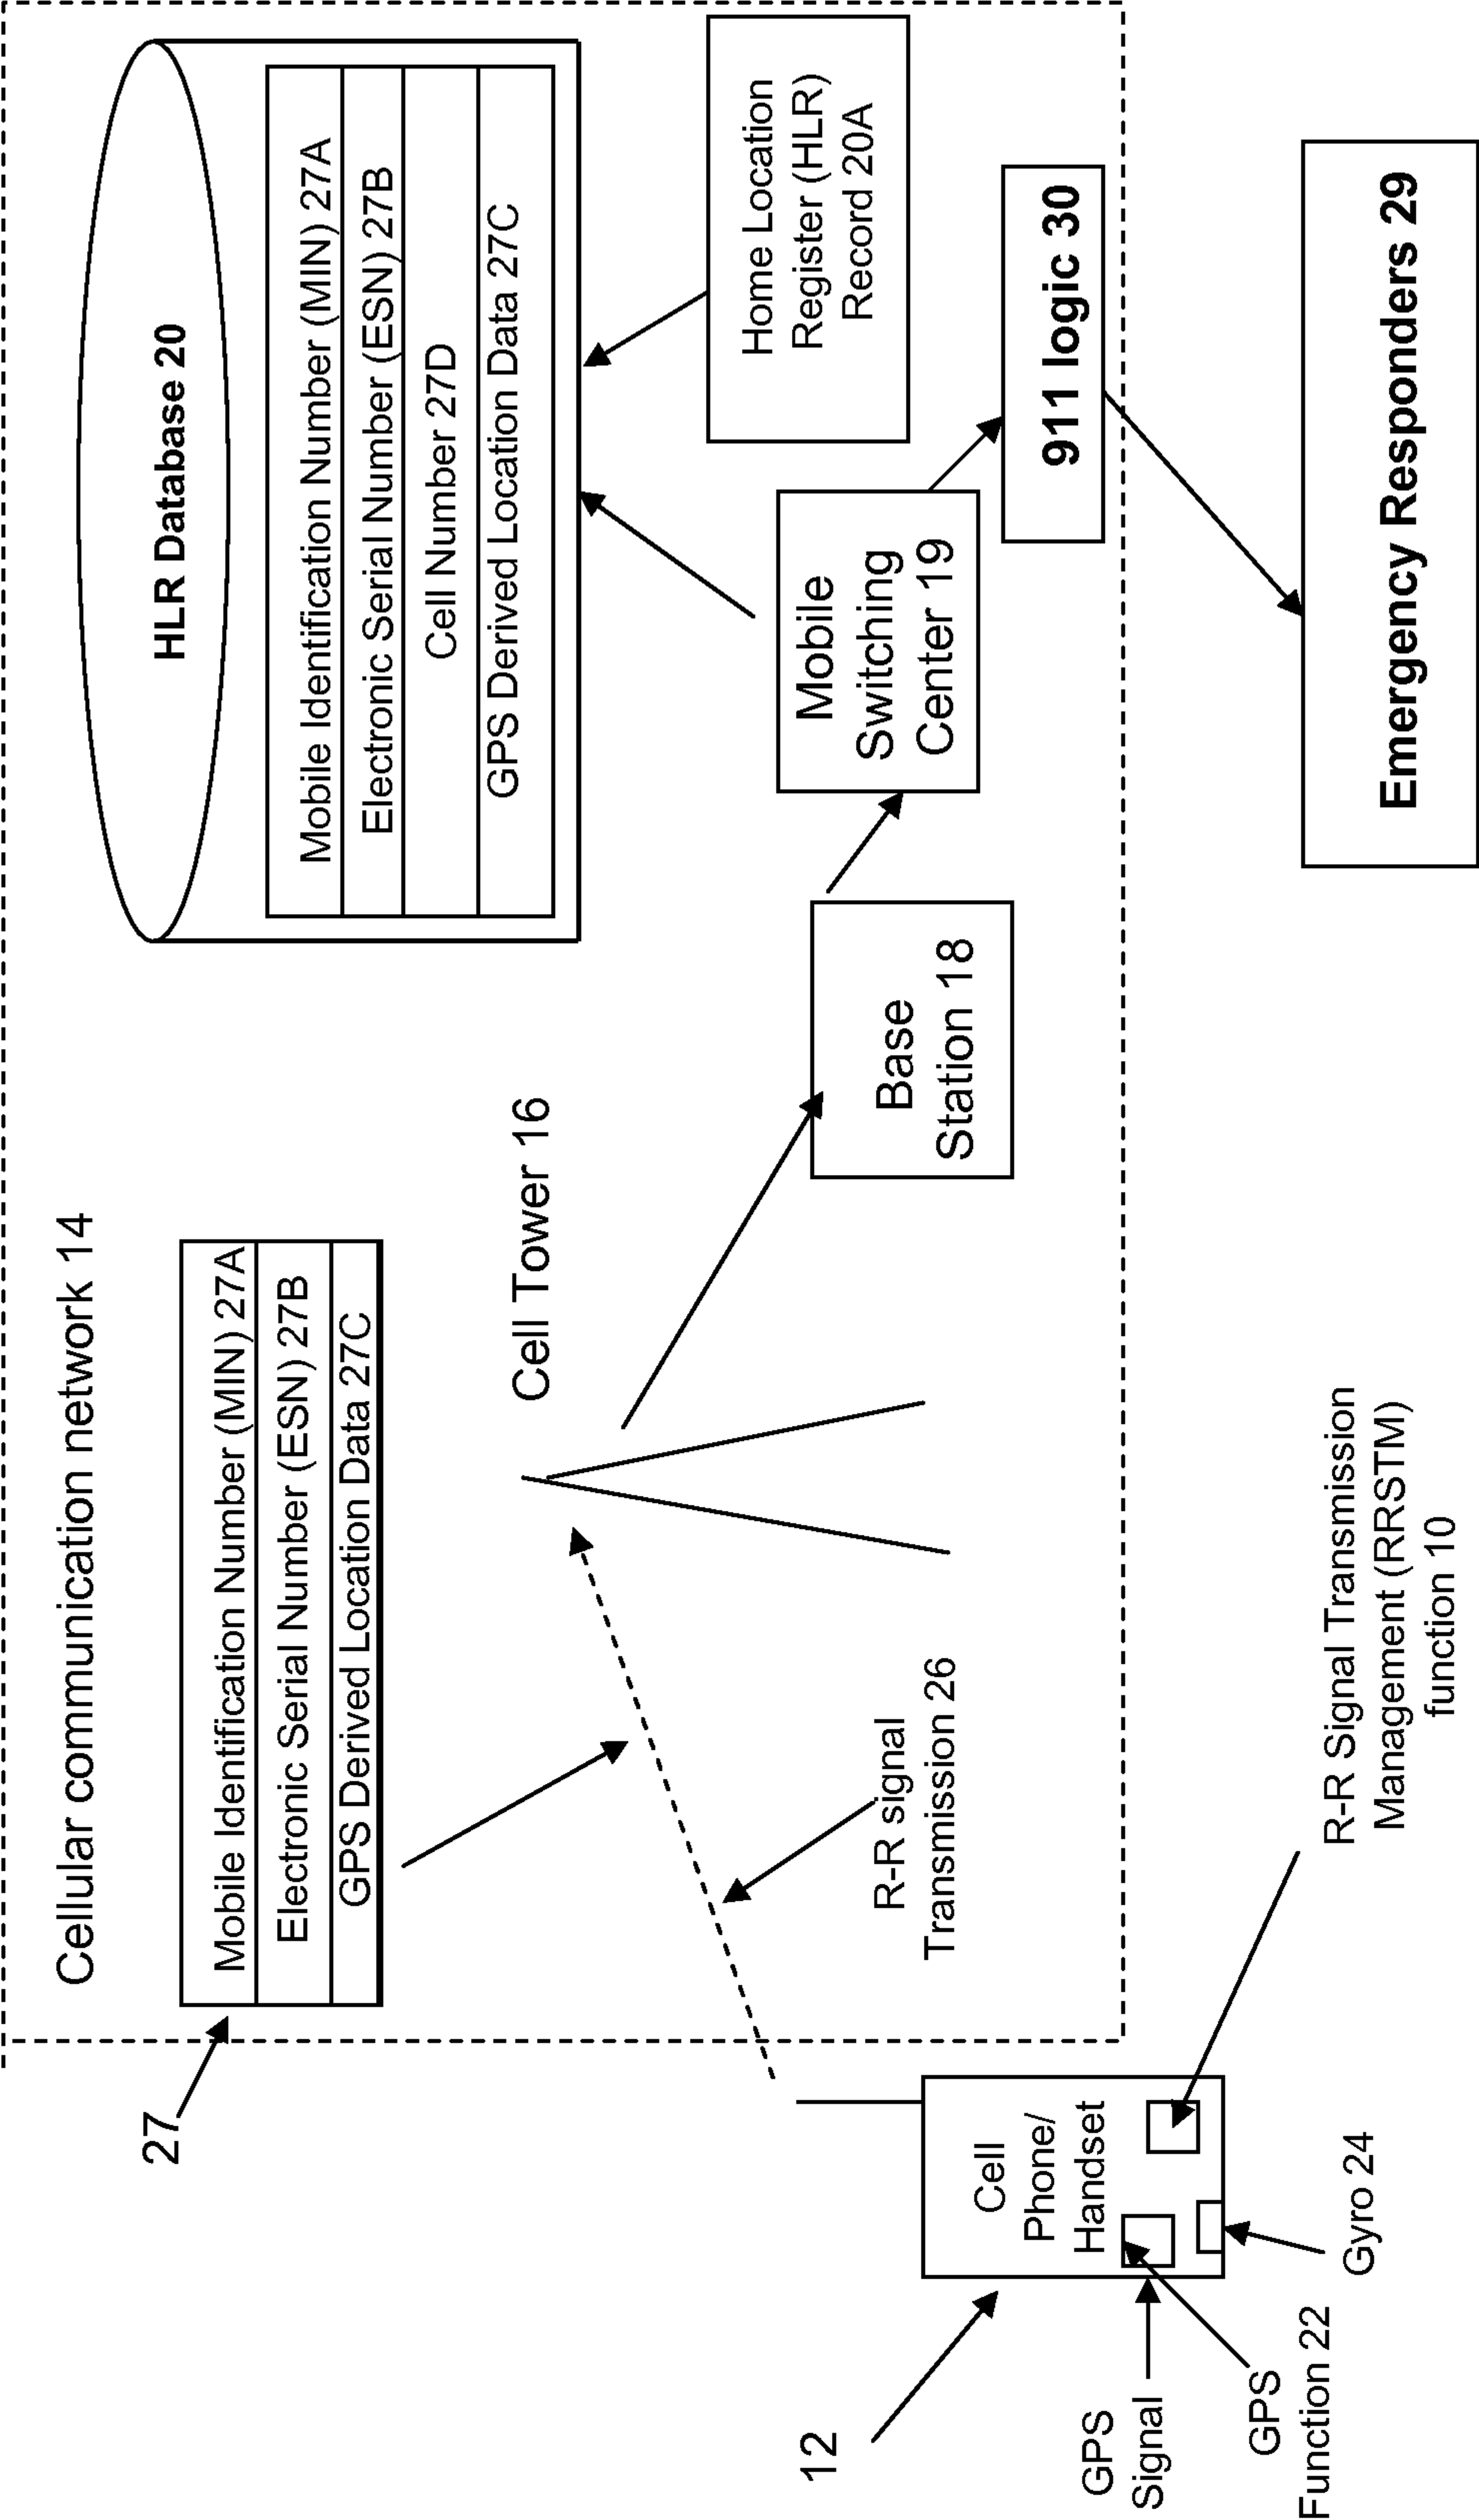 Cellular communication network 14
27
Mobile Identification Number (MIN) 27A
Electronic Serial Number (ESN) 27B
GPS Derived Location Data 27C
HLR Database 20
Mobile Identification Number (MIN) 27A
Electronic Serial Number (ESN) 27B
Cell Number 27D
GPS Derived Location Data 27C
Cell Tower 16
Home Location
Register (HLR)
Record 20A
Mobile
Switching
Center 19
Base
Station 18
R-R signal
Transmission 26
911 logic 30
12
Cell
Phone/
Handset
GPS
Signal
GPS
Function 22
Gyro 24
R-R Signal Transmission
Management (RRSTM)
function 10
Emergency Responders 29